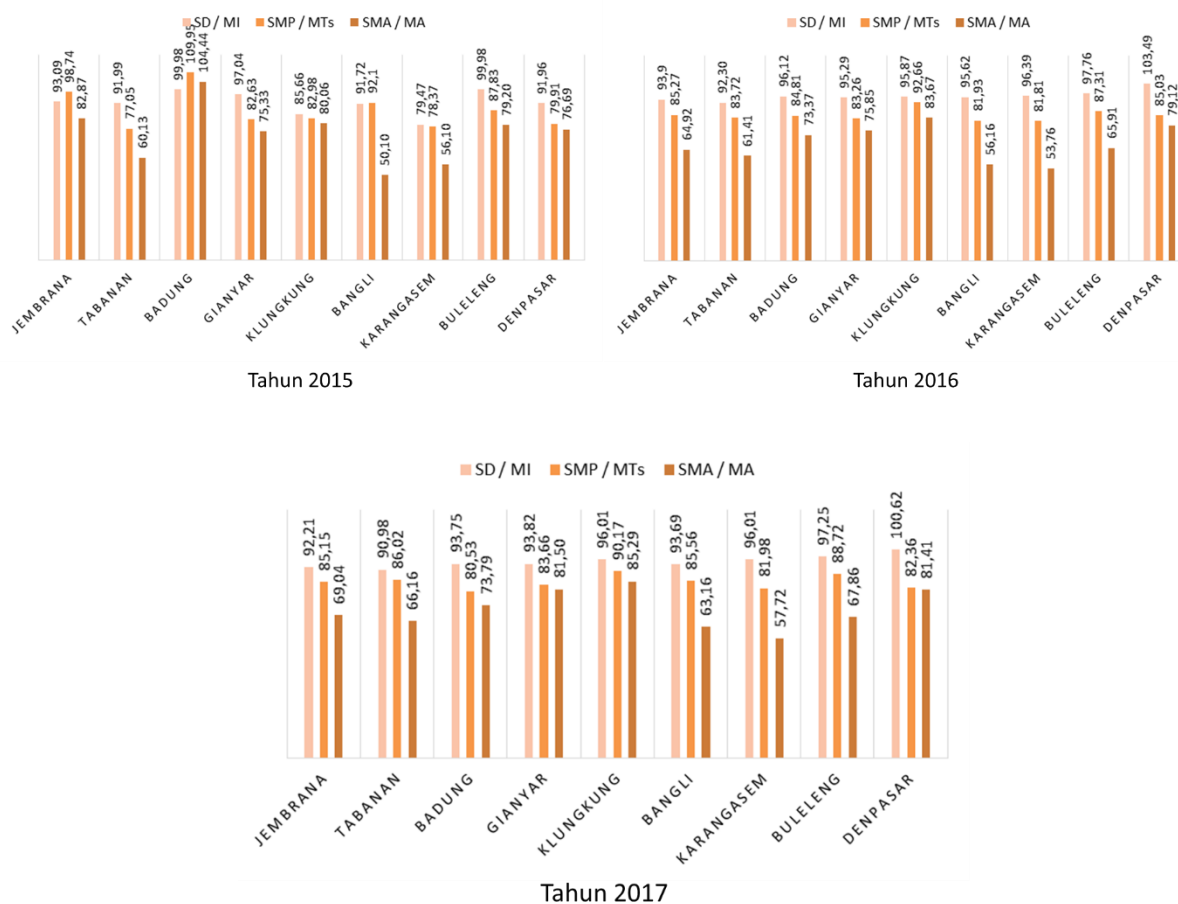 SD / MI SMP / MTs SMA / MA
93,09 98,74 82,87 91,99 77,05 60,13 99,98 109,95 104,44 97,04 82,63 75,33 85,66 82,98 80,06 91,72 92,1 50,10 79,47 78,37 56,10 99,98 87,83 79,20 91,96 79,91 76,69
JEMBRANA TABANAN BADUNG GIANYAR KLUNGKUNG BANGLI KARANGASEM BULELENG DENPASAR
Tahun 2015
SD / MI SMP / MTs SMA / MA
93,9 85,27 64,92 92,30 83,72 61,41 96,12 84,81 73,37 95,29 83,26 75,85 95,87 92,66 83,67 95,62 81,93 56,16 96,39 81,81 53,76 97,76 87,31 65,91 103,49 85,03 79,12
JEMBRANA TABANAN BADUNG GIANYAR KLUNGKUNG BANGLI KARANGASEM BULELENG DENPASAR
Tahun 2016
SD / MI SMP / MTs SMA / MA
92,21 85,15 69,04 90,98 86,02 66,16 93,75 80,53 73,79 93,82 83,66 81,50 96,01 90,17 85,29 93,69 85,56 63,16 96,01 81,98 57,72 97,25 88,72 67,86 100,62 82,36 81,41
JEMBRANA TABANAN BADUNG GIANYAR KLUNGKUNG BANGLI KARANGASEM BULELENG DENPASAR
Tahun 2017